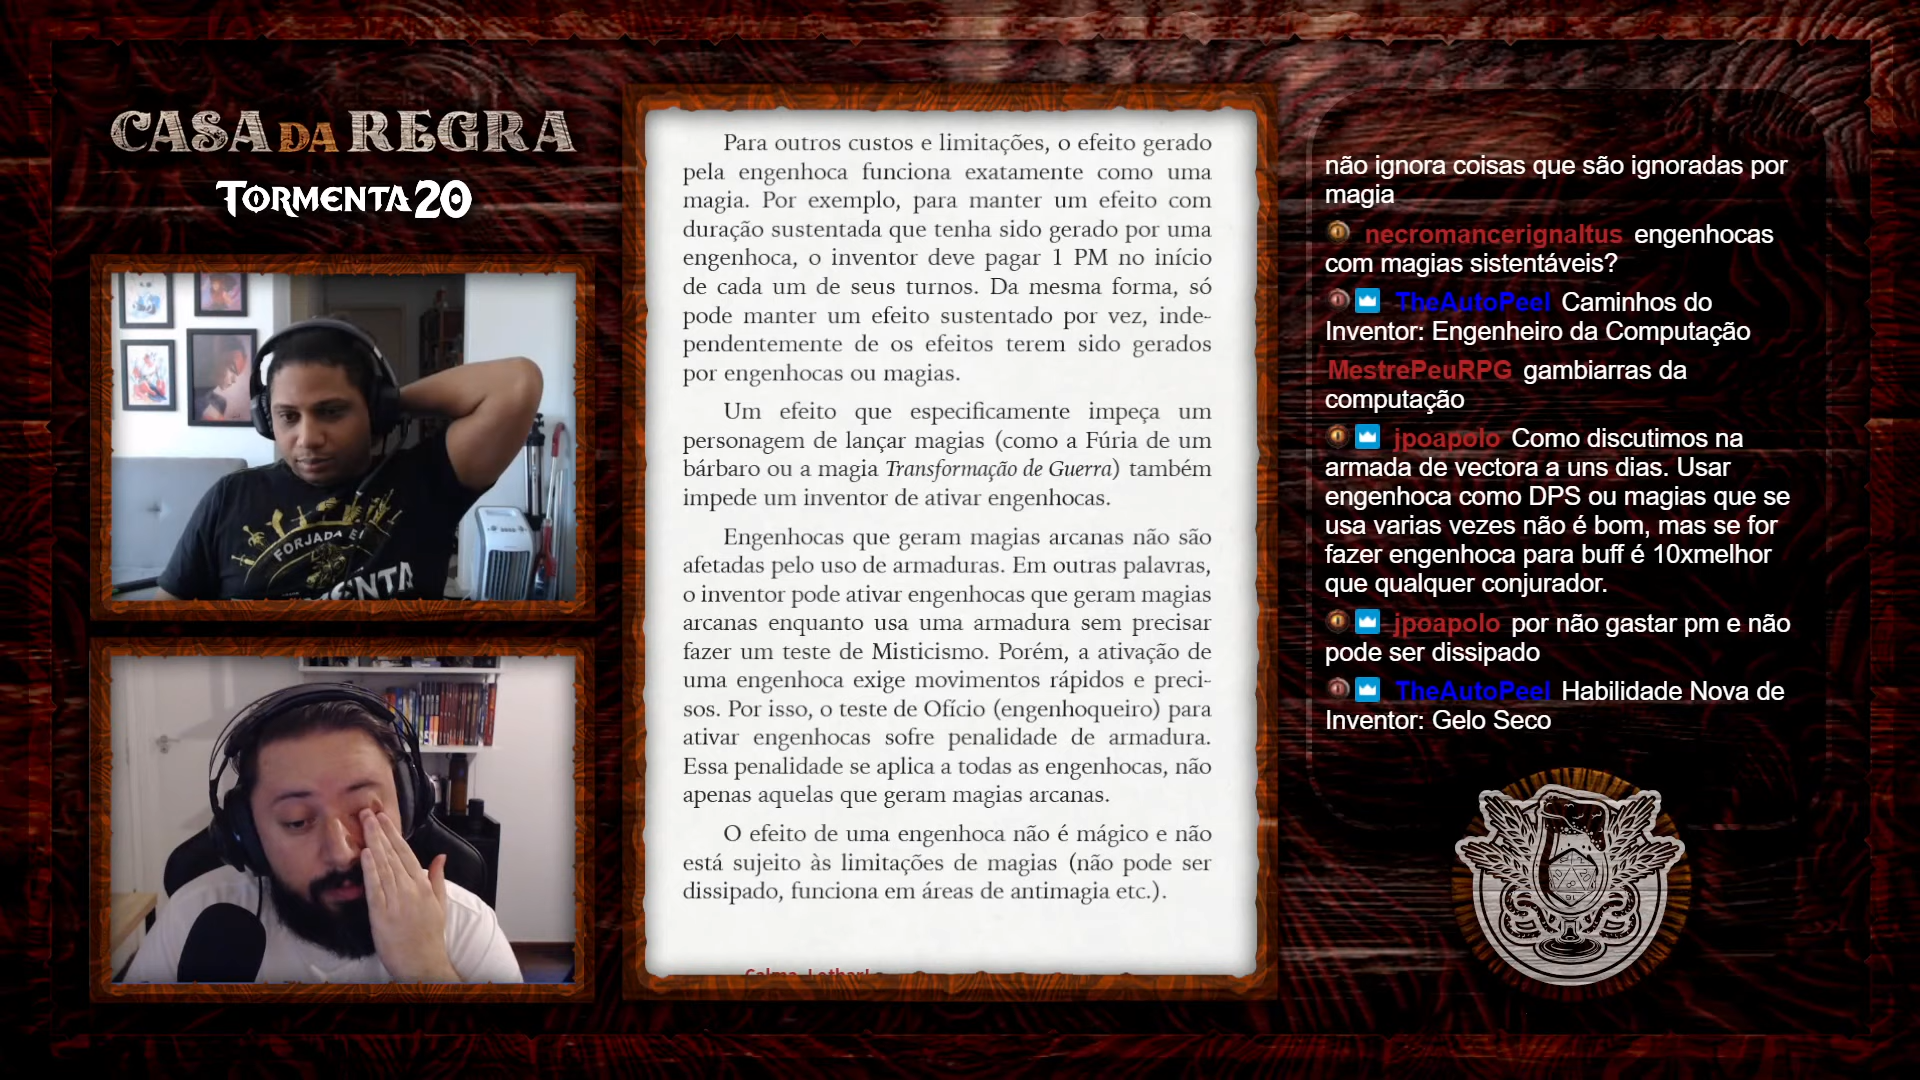 CASA DA REGRA
TORMENTA20
FORJADA E
MENTA
Para outros custos e limitações, o efeito gerado
pela engenhoca funciona exatamente como uma
magia. Por exemplo, para manter um efeito com
duração sustentada que tenha sido gerado por uma
engenhoca, o inventor deve pagar 1 PM no início
de cada um de seus turnos. Da mesma forma, só
pode manter um efeito sustentado por vez, inde-
pendentemente de os efeitos terem sido gerados
por engenhocas ou magias.
Um efeito que especificamente impeça um
personagem de lançar magias (como a Fúria de um
bárbaro ou a magia Transformação de Guerra) também
impede um inventor de ativar engenhocas.
Engenhocas que geram magias arcanas não são
afetadas pelo uso de armaduras. Em outras palavras,
o inventor pode ativar engenhocas que geram magias
arcanas enquanto usa uma armadura sem precisar
fazer um teste de Misticismo. Porém, a ativação de
uma engenhoca exige movimentos rápidos e preci-
sos. Por isso, o teste de Ofício (engenhoqueiro) para
ativar engenhocas sofre penalidade de armadura.
Essa penalidade se aplica a todas as engenhocas, não
apenas aquelas que geram magias arcanas.
O efeito de uma engenhoca não é mágico e não
está sujeito às limitações de magias (não pode ser
dissipado, funciona em áreas de antimagia etc.).
Calma, Lothar!
não ignora coisas que são ignoradas por
magia
necromancerignaltus engenhocas
com magias sistentáveis?
TheAutoPeel Caminhos do
Inventor: Engenheiro da Computação
MestrePeuRPG gambiarras da
computação
jpoapolo Como discutimos na
armada de vectora a uns dias. Usar
engenhoca como DPS ou magias que se
usa varias vezes não é bom, mas se for
fazer engenhoca para buff é 10xmelhor
que qualquer conjurador.
jpoapolo por não gastar pm e não
pode ser dissipado
TheAutoPeel Habilidade Nova de
Inventor: Gelo Seco